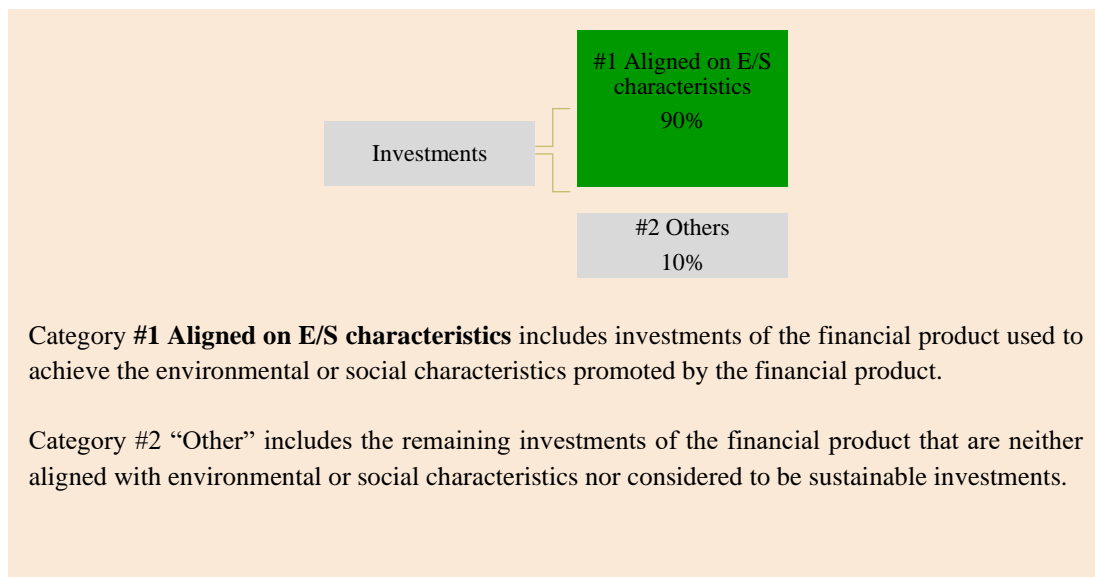 #1 Aligned on E/S
characteristics
90%
Investments
#2 Others
10%
Category #1 Aligned on E/S characteristics includes investments of the financial product used to
achieve the environmental or social characteristics promoted by the financial product.
Category #2 “Other” includes the remaining investments of the financial product that are neither
aligned with environmental or social characteristics nor considered to be sustainable investments.